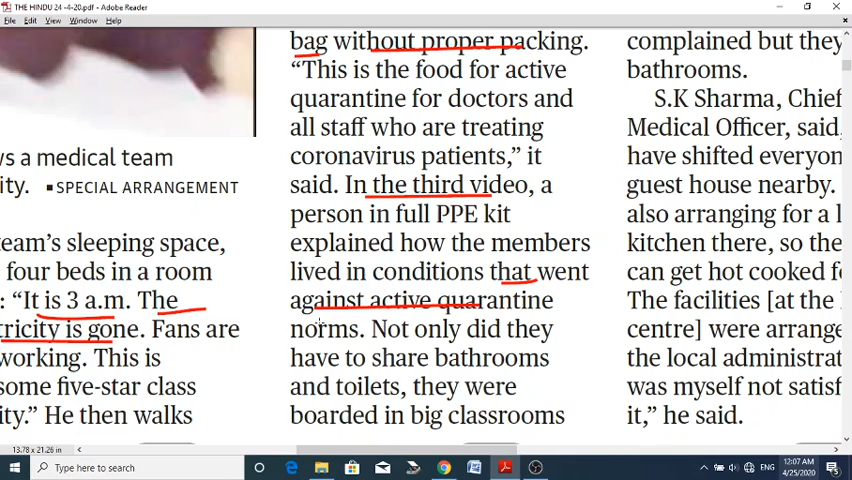 THE HINDU 24 -4-20.pdf - Adobe Reader
File Edit View Window Help
ws a medical team
ity. ▪ SPECIAL ARRANGEMENT
team's sleeping space,
four beds in a room
: “It is 3 a.m. The
tricity is gone. Fans are
working. This is
some five-star class
ity.” He then walks
bag without proper packing.
“This is the food for active
quarantine for doctors and
all staff who are treating
coronavirus patients,” it
said. In the third video, a
person in full PPE kit
explained how the members
lived in conditions that went
against active quarantine
norms. Not only did they
have to share bathrooms
and toilets, they were
boarded in big classrooms
complained but they
bathrooms.
S.K Sharma, Chief
Medical Officer, said,
have shifted everyon
guest house nearby.
also arranging for a l
kitchen there, so the
can get hot cooked f
The facilities [at the
centre] were arrange
the local administrat
was myself not satisf
it,” he said.
13.78 x 21.26 in
Type here to search
ENG
12:07 AM
4/25/2020
5